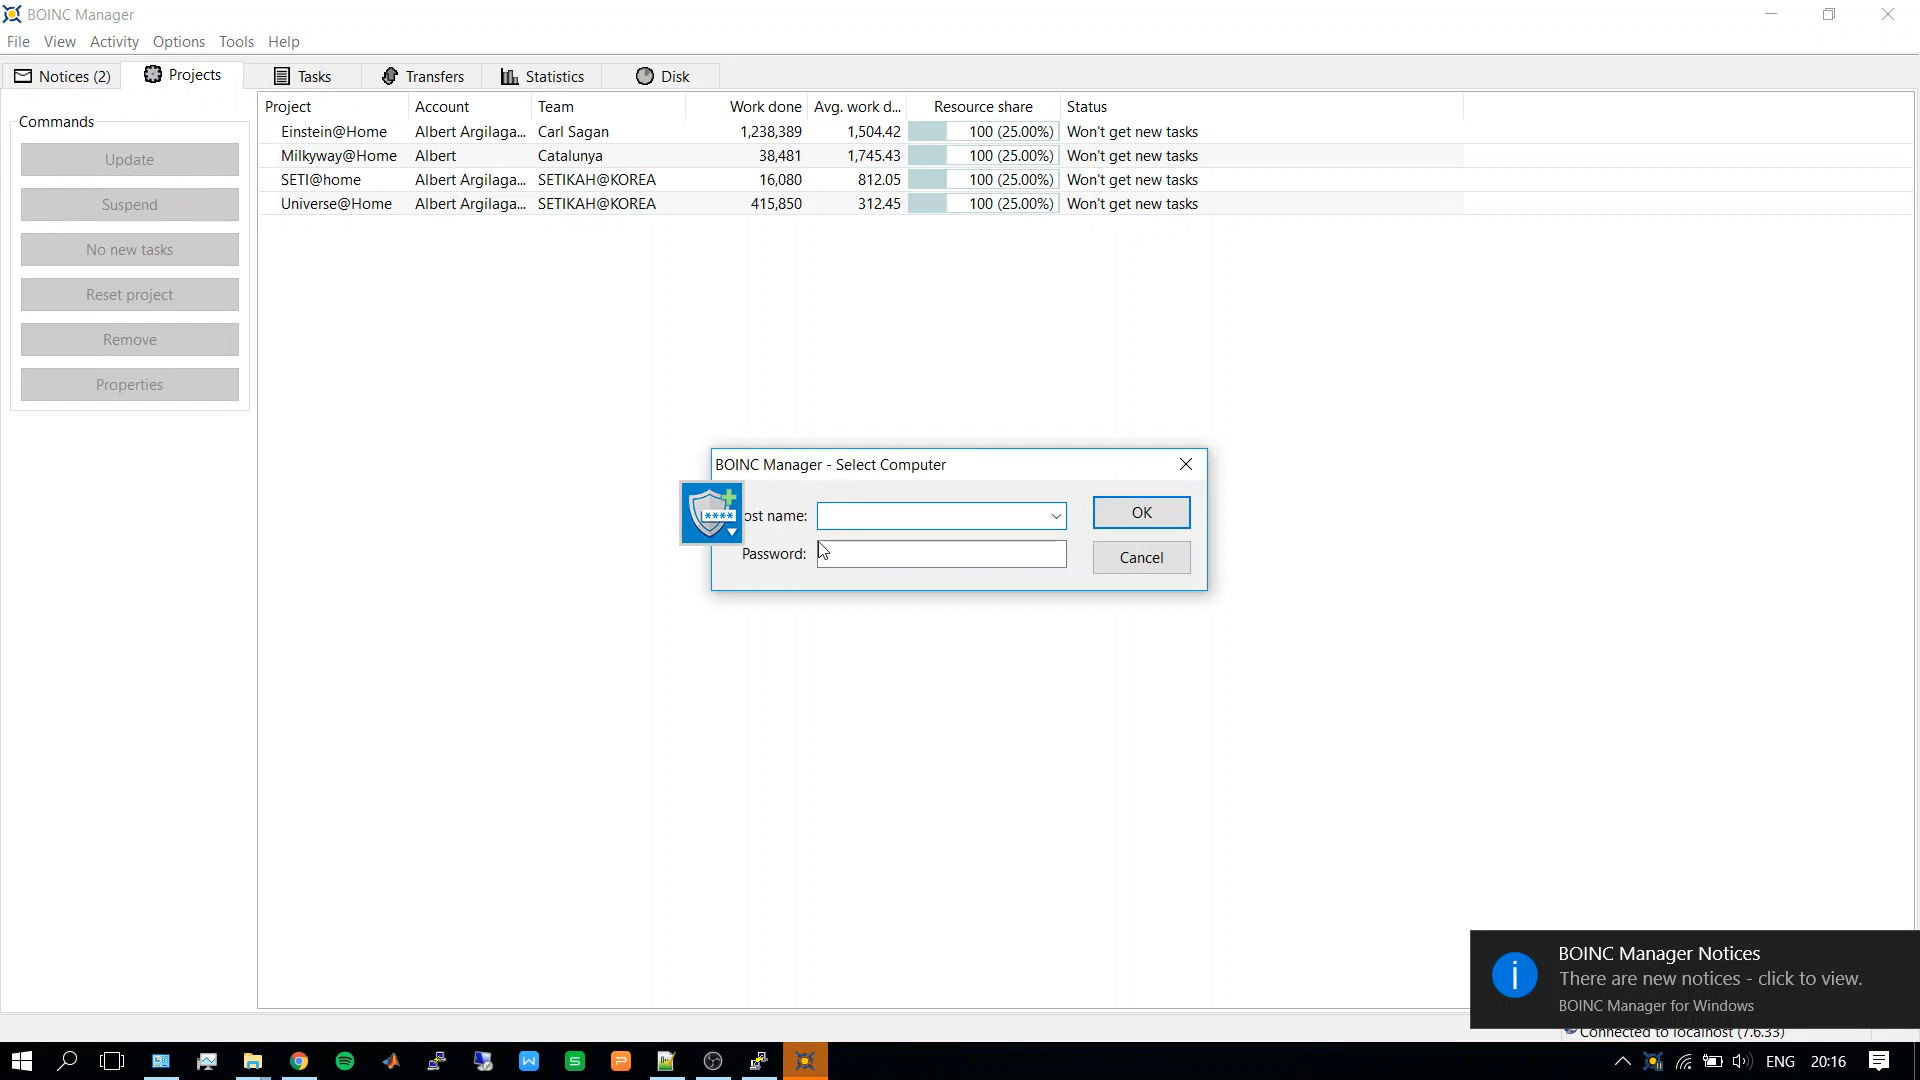 BOINC Manager
File View Activity Options Tools Help
Notices (2) Projects Tasks Transfers Statistics Disk
Commands
Update
Suspend
No new tasks
Reset project
Remove
Properties
Project Account Team Work done Avg. work d... Resource share Status
Einstein@Home Albert Argilaga... Carl Sagan 1,238,389 1,504.42 100 (25.00%) Won't get new tasks
Milkyway@Home Albert Catalunya 38,481 1,745.43 100 (25.00%) Won't get new tasks
SETI@home Albert Argilaga... SETIKAH@KOREA 16,080 812.05 100 (25.00%) Won't get new tasks
Universe@Home Albert Argilaga... SETIKAH@KOREA 415,850 312.45 100 (25.00%) Won't get new tasks
BOINC Manager - Select Computer
****
ost name: OK
Password: Cancel
BOINC Manager Notices
There are new notices - click to view.
BOINC Manager for Windows
Connected to localhost (7.6.33)
ENG 20:16